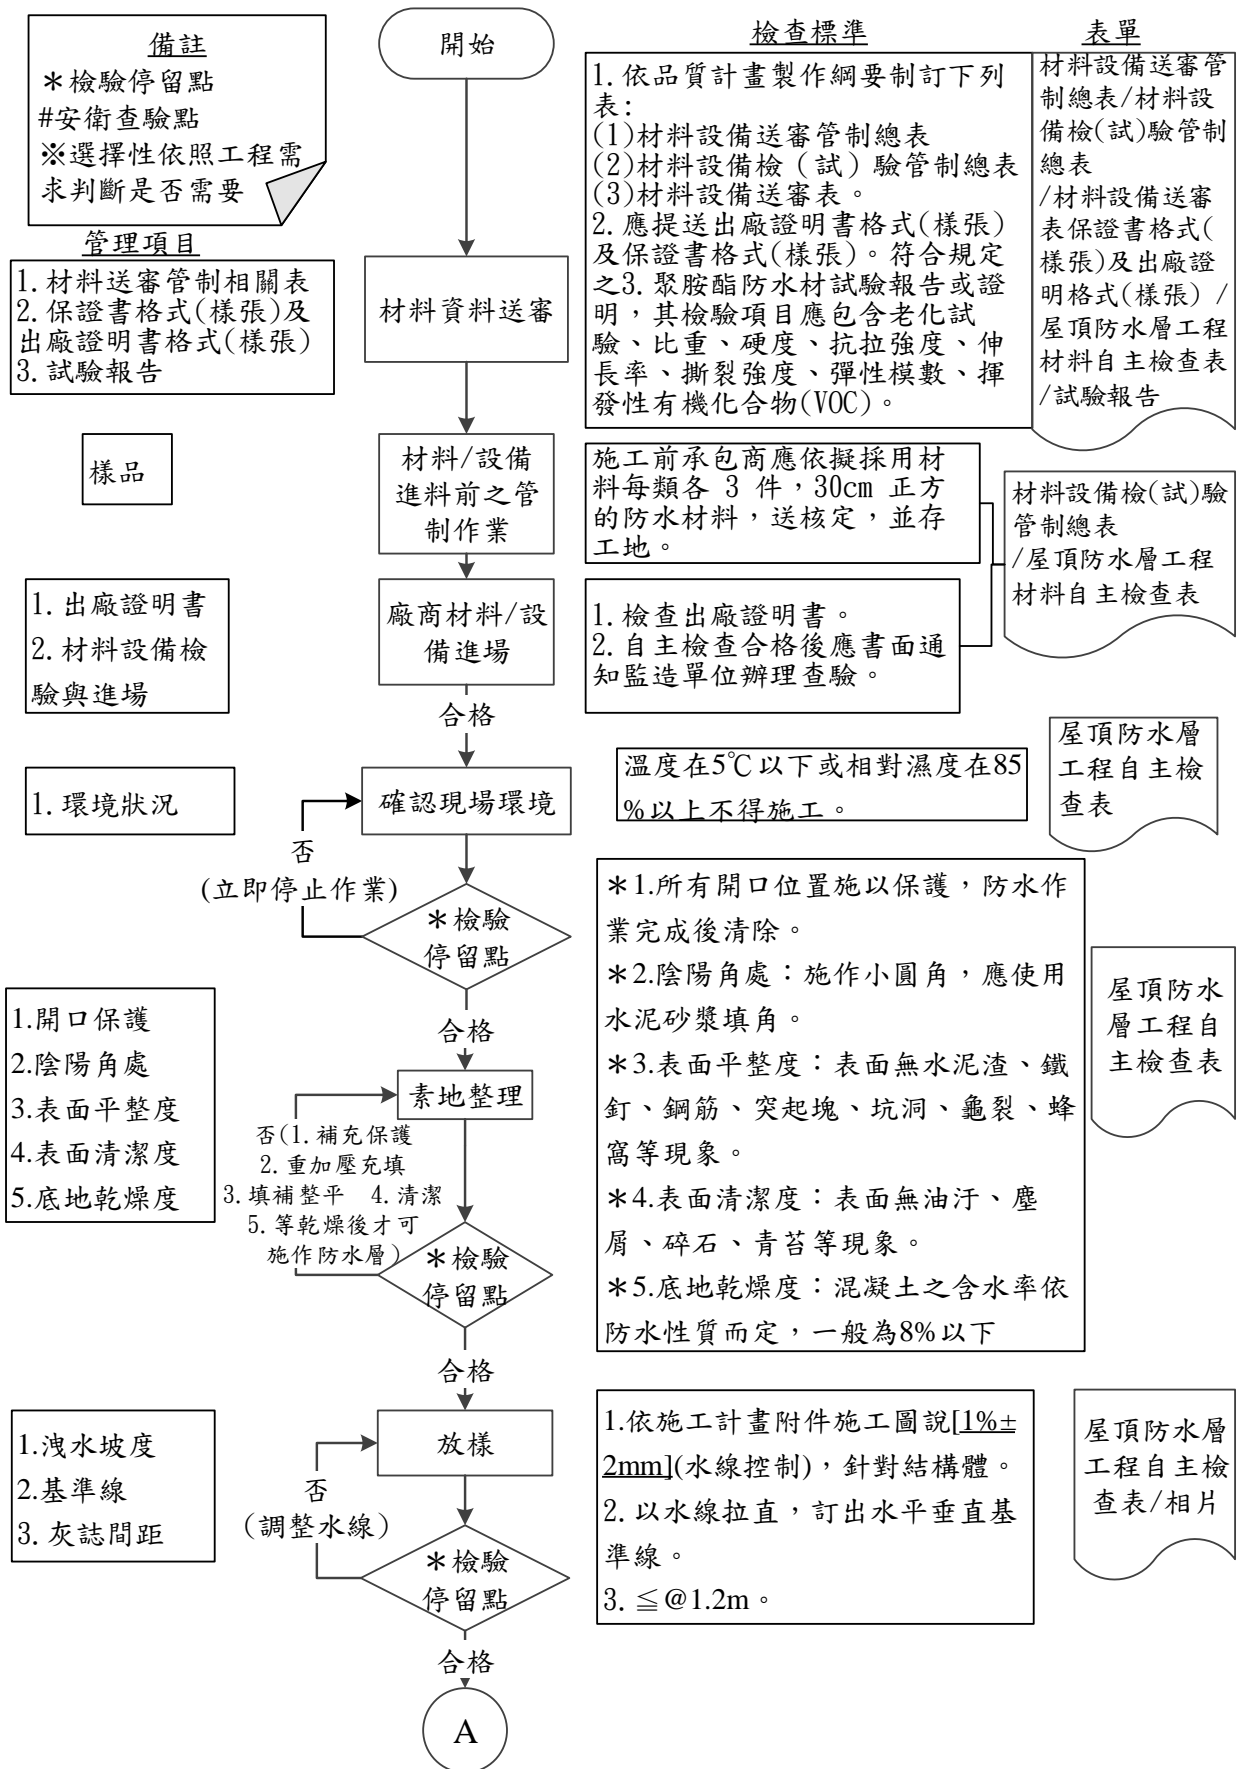 備註
＊檢驗停留點
#安衛查驗點
※選擇性依照工程需
求判斷是否需要
開始
檢查標準
表單
1. 依品質計畫製作綱要制訂下列
表:
(1)材料設備送審管制總表
(2)材料設備檢（試）驗管制總表
(3)材料設備送審表。
2. 應提送出廠證明書格式(樣張)
及保證書格式(樣張)。符合規定
之3. 聚胺酯防水材試驗報告或證
明，其檢驗項目應包含老化試
驗、比重、硬度、抗拉強度、伸
長率、撕裂強度、彈性模數、揮
發性有機化合物(VOC)。
材料設備送審管
制總表/材料設
備檢(試)驗管制
總表
/材料設備送審
表保證書格式(
樣張)及出廠證
明格式(樣張) /
屋頂防水層工程
材料自主檢查表
/試驗報告
管理項目
1. 材料送審管制相關表
2. 保證書格式(樣張)及
出廠證明書格式(樣張)
3. 試驗報告
材料資料送審
樣品
材料/設備
進料前之管
制作業
施工前承包商應依擬採用材
料每類各 3 件，30cm 正方
的防水材料，送核定，並存
工地。
材料設備檢(試)驗
管制總表
/屋頂防水層工程
材料自主檢查表
1. 出廠證明書
2. 材料設備檢
驗與進場
廠商材料/設
備進場
1. 檢查出廠證明書。
2. 自主檢查合格後應書面通
知監造單位辦理查驗。
合格
1. 環境狀況
確認現場環境
溫度在5℃以下或相對濕度在85
%以上不得施工。
屋頂防水層
工程自主檢
查表
否
(立即停止作業)
＊檢驗
停留點
合格
1.開口保護
2.陰陽角處
3.表面平整度
4.表面清潔度
5.底地乾燥度
素地整理
否(1. 補充保護
2. 重加壓充填
3. 填補整平 4. 清潔
5. 等乾燥後才可
施作防水層)
＊檢驗
停留點
＊1.所有開口位置施以保護，防水作
業完成後清除。
＊2.陰陽角處：施作小圓角，應使用
水泥砂漿填角。
＊3.表面平整度：表面無水泥渣、鐵
釘、鋼筋、突起塊、坑洞、龜裂、蜂
窩等現象。
＊4.表面清潔度：表面無油汙、塵
屑、碎石、青苔等現象。
＊5.底地乾燥度：混凝土之含水率依
防水性質而定，一般為8%以下
屋頂防水
層工程自
主檢查表
合格
1.洩水坡度
2.基準線
3. 灰誌間距
放樣
否
(調整水線)
＊檢驗
停留點
1.依施工計畫附件施工圖說[1%±
2mm](水線控制)，針對結構體。
2. 以水線拉直，訂出水平垂直基
準線。
3. ≦@1.2m。
屋頂防水層
工程自主檢
查表/相片
合格
A